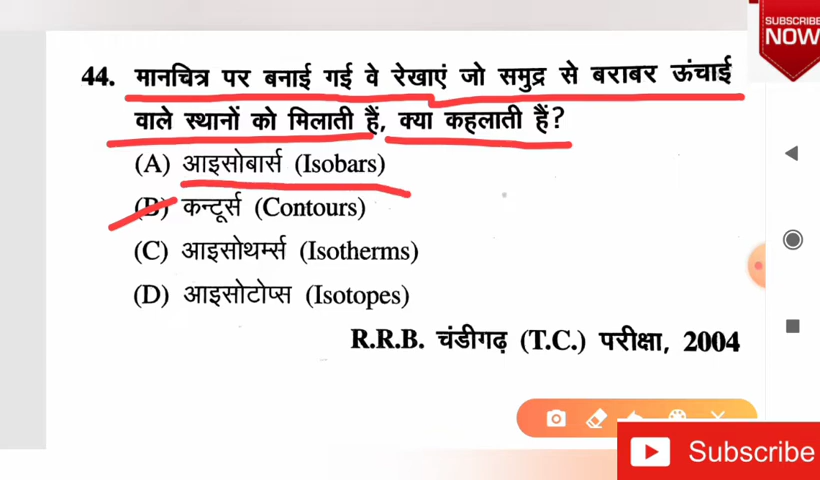 SUBSCRIBE
NOW
44. मानचित्र पर बनाई गई वे रेखाएं जो समुद्र से बराबर ऊंचाई
वाले स्थानों को मिलाती हैं, क्या कहलाती हैं?
(A) आइसोबार्स (Isobars)
(B) कन्टूर्स (Contours)
(C) आइसोथर्म्स (Isotherms)
(D) आइसोटोप्स (Isotopes)
R.R.B. चंडीगढ़ (T.C.) परीक्षा, 2004
Subscribe